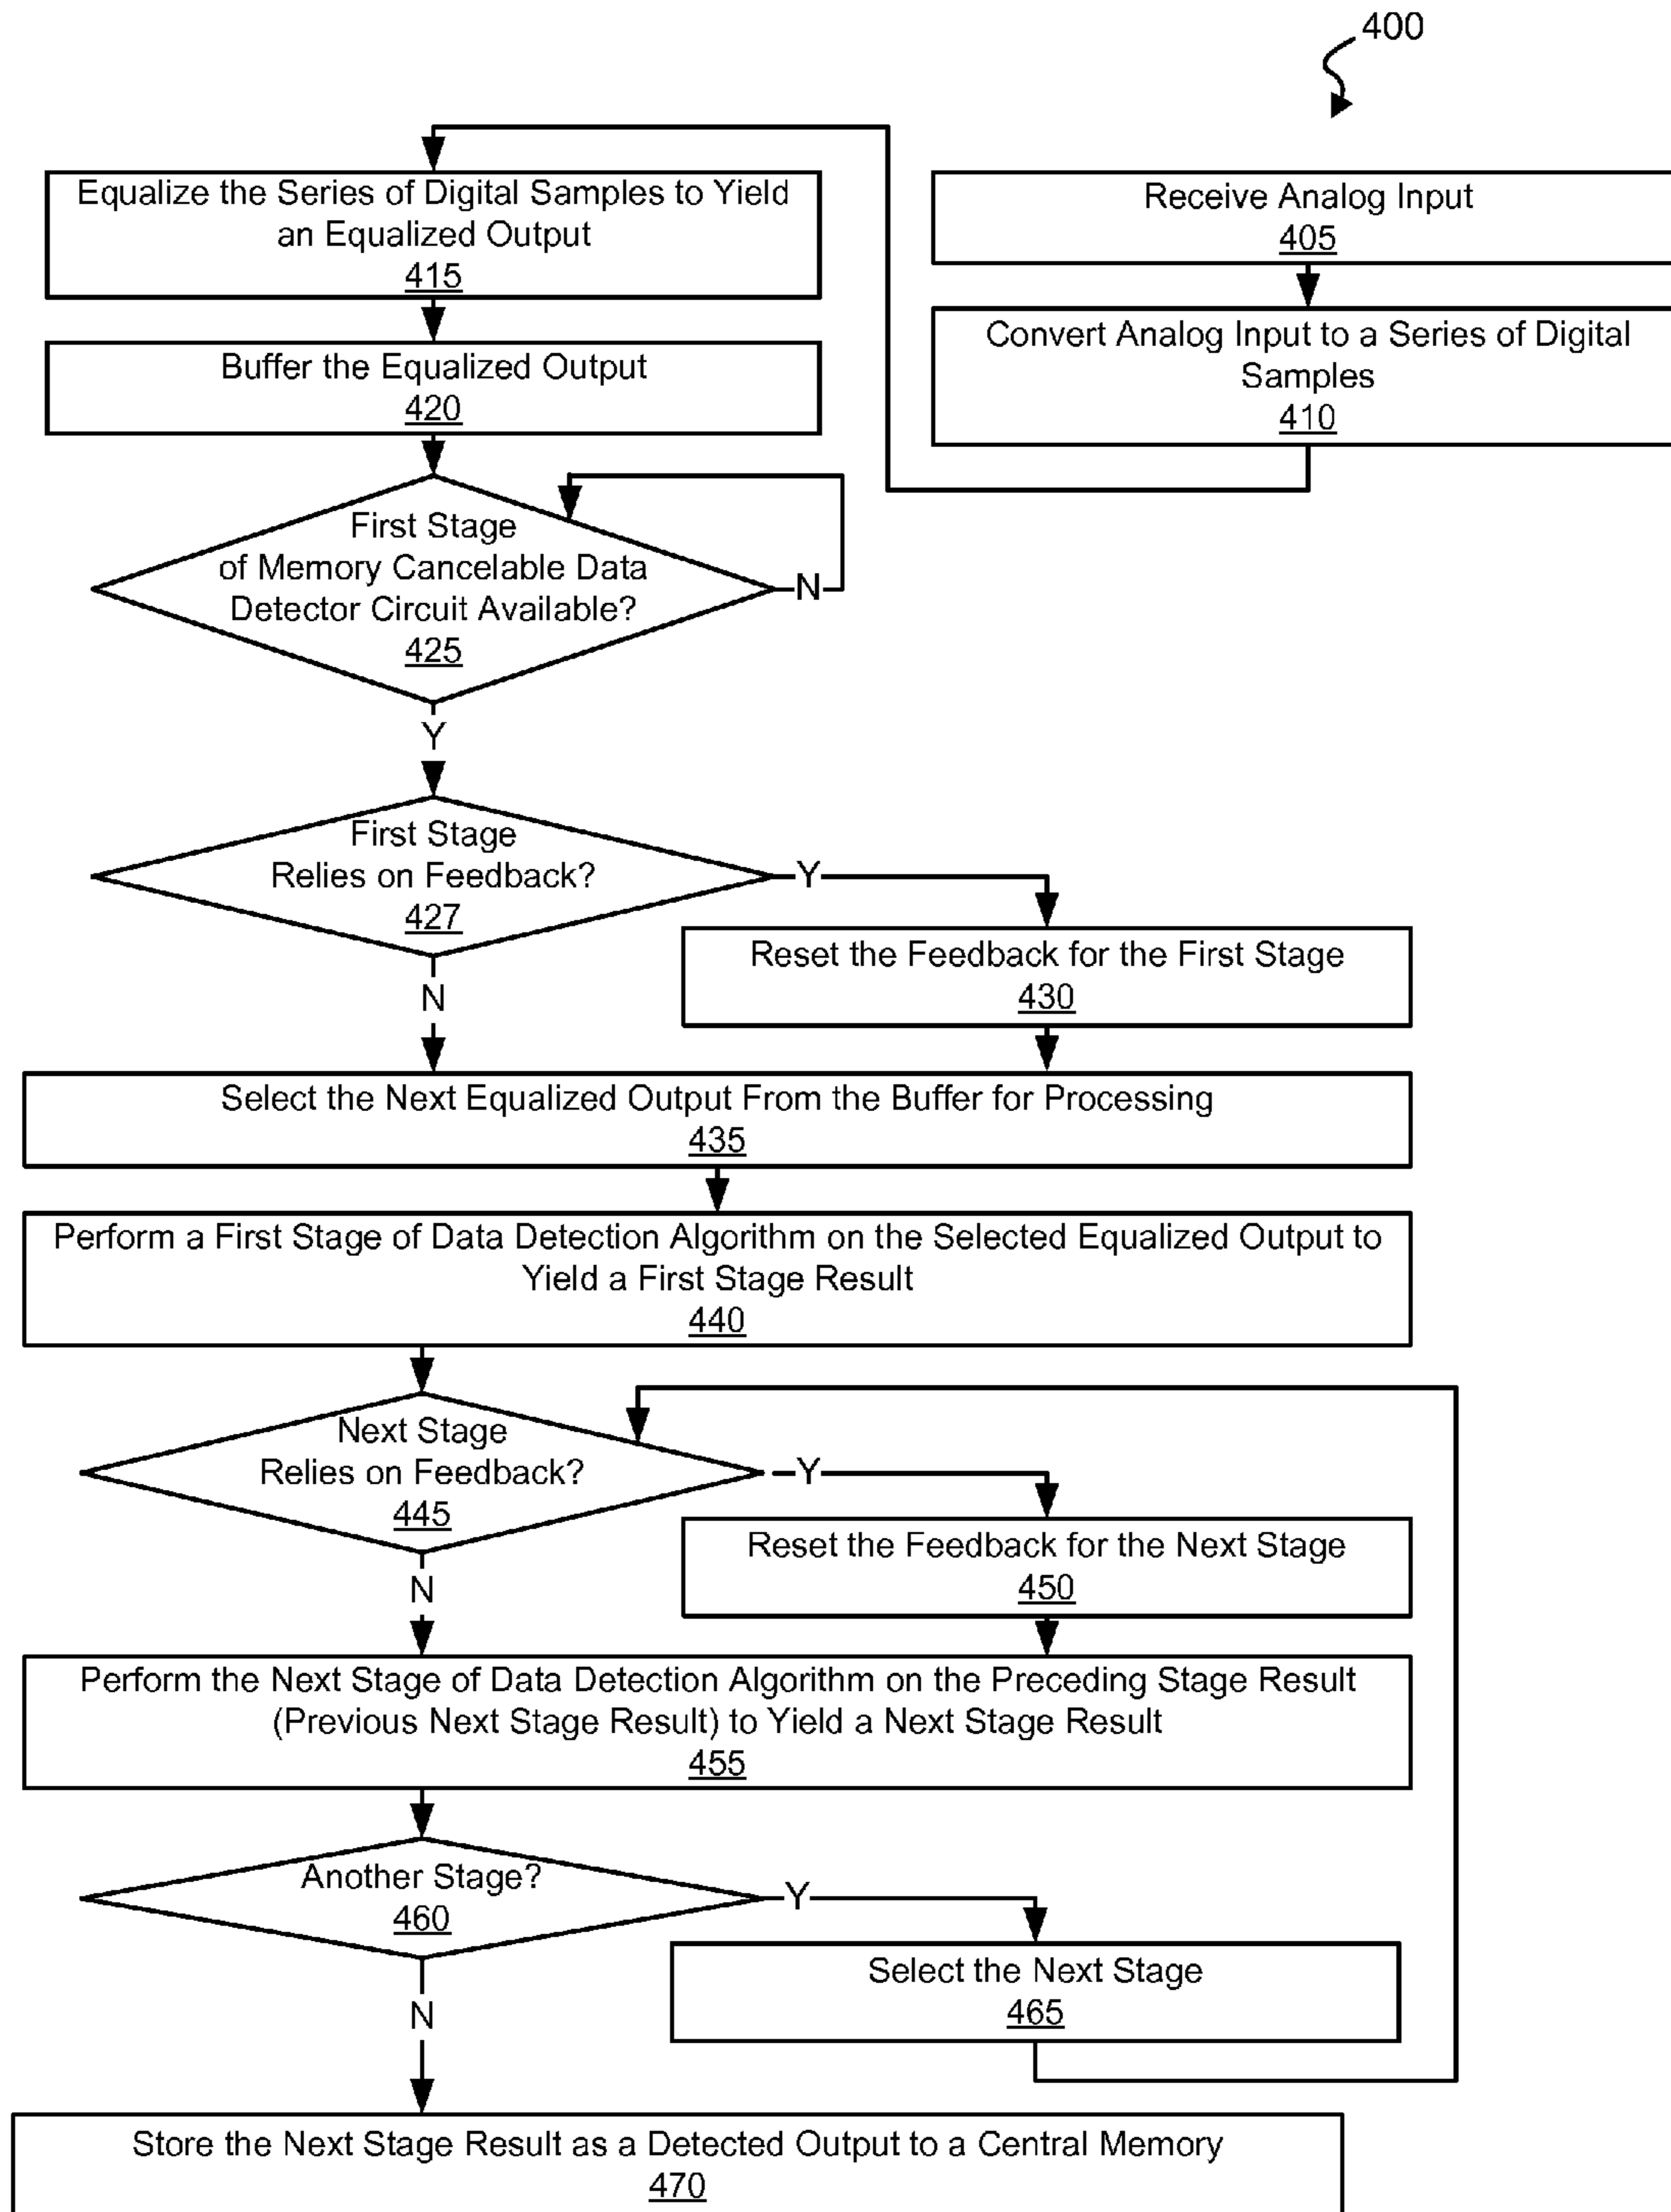 400
Receive Analog Input
405
Convert Analog Input to a Series of Digital
Samples
410
Equalize the Series of Digital Samples to Yield
an Equalized Output
415
Buffer the Equalized Output
420
First Stage
of Memory Cancelable Data
Detector Circuit Available?
425
N
Y
First Stage
Relies on Feedback?
427
Y
N
Reset the Feedback for the First Stage
430
Select the Next Equalized Output From the Buffer for Processing
435
Perform a First Stage of Data Detection Algorithm on the Selected Equalized Output to
Yield a First Stage Result
440
Next Stage
Relies on Feedback?
445
Y
N
Reset the Feedback for the Next Stage
450
Perform the Next Stage of Data Detection Algorithm on the Preceding Stage Result
(Previous Next Stage Result) to Yield a Next Stage Result
455
Another Stage?
460
Y
N
Select the Next Stage
465
Store the Next Stage Result as a Detected Output to a Central Memory
470